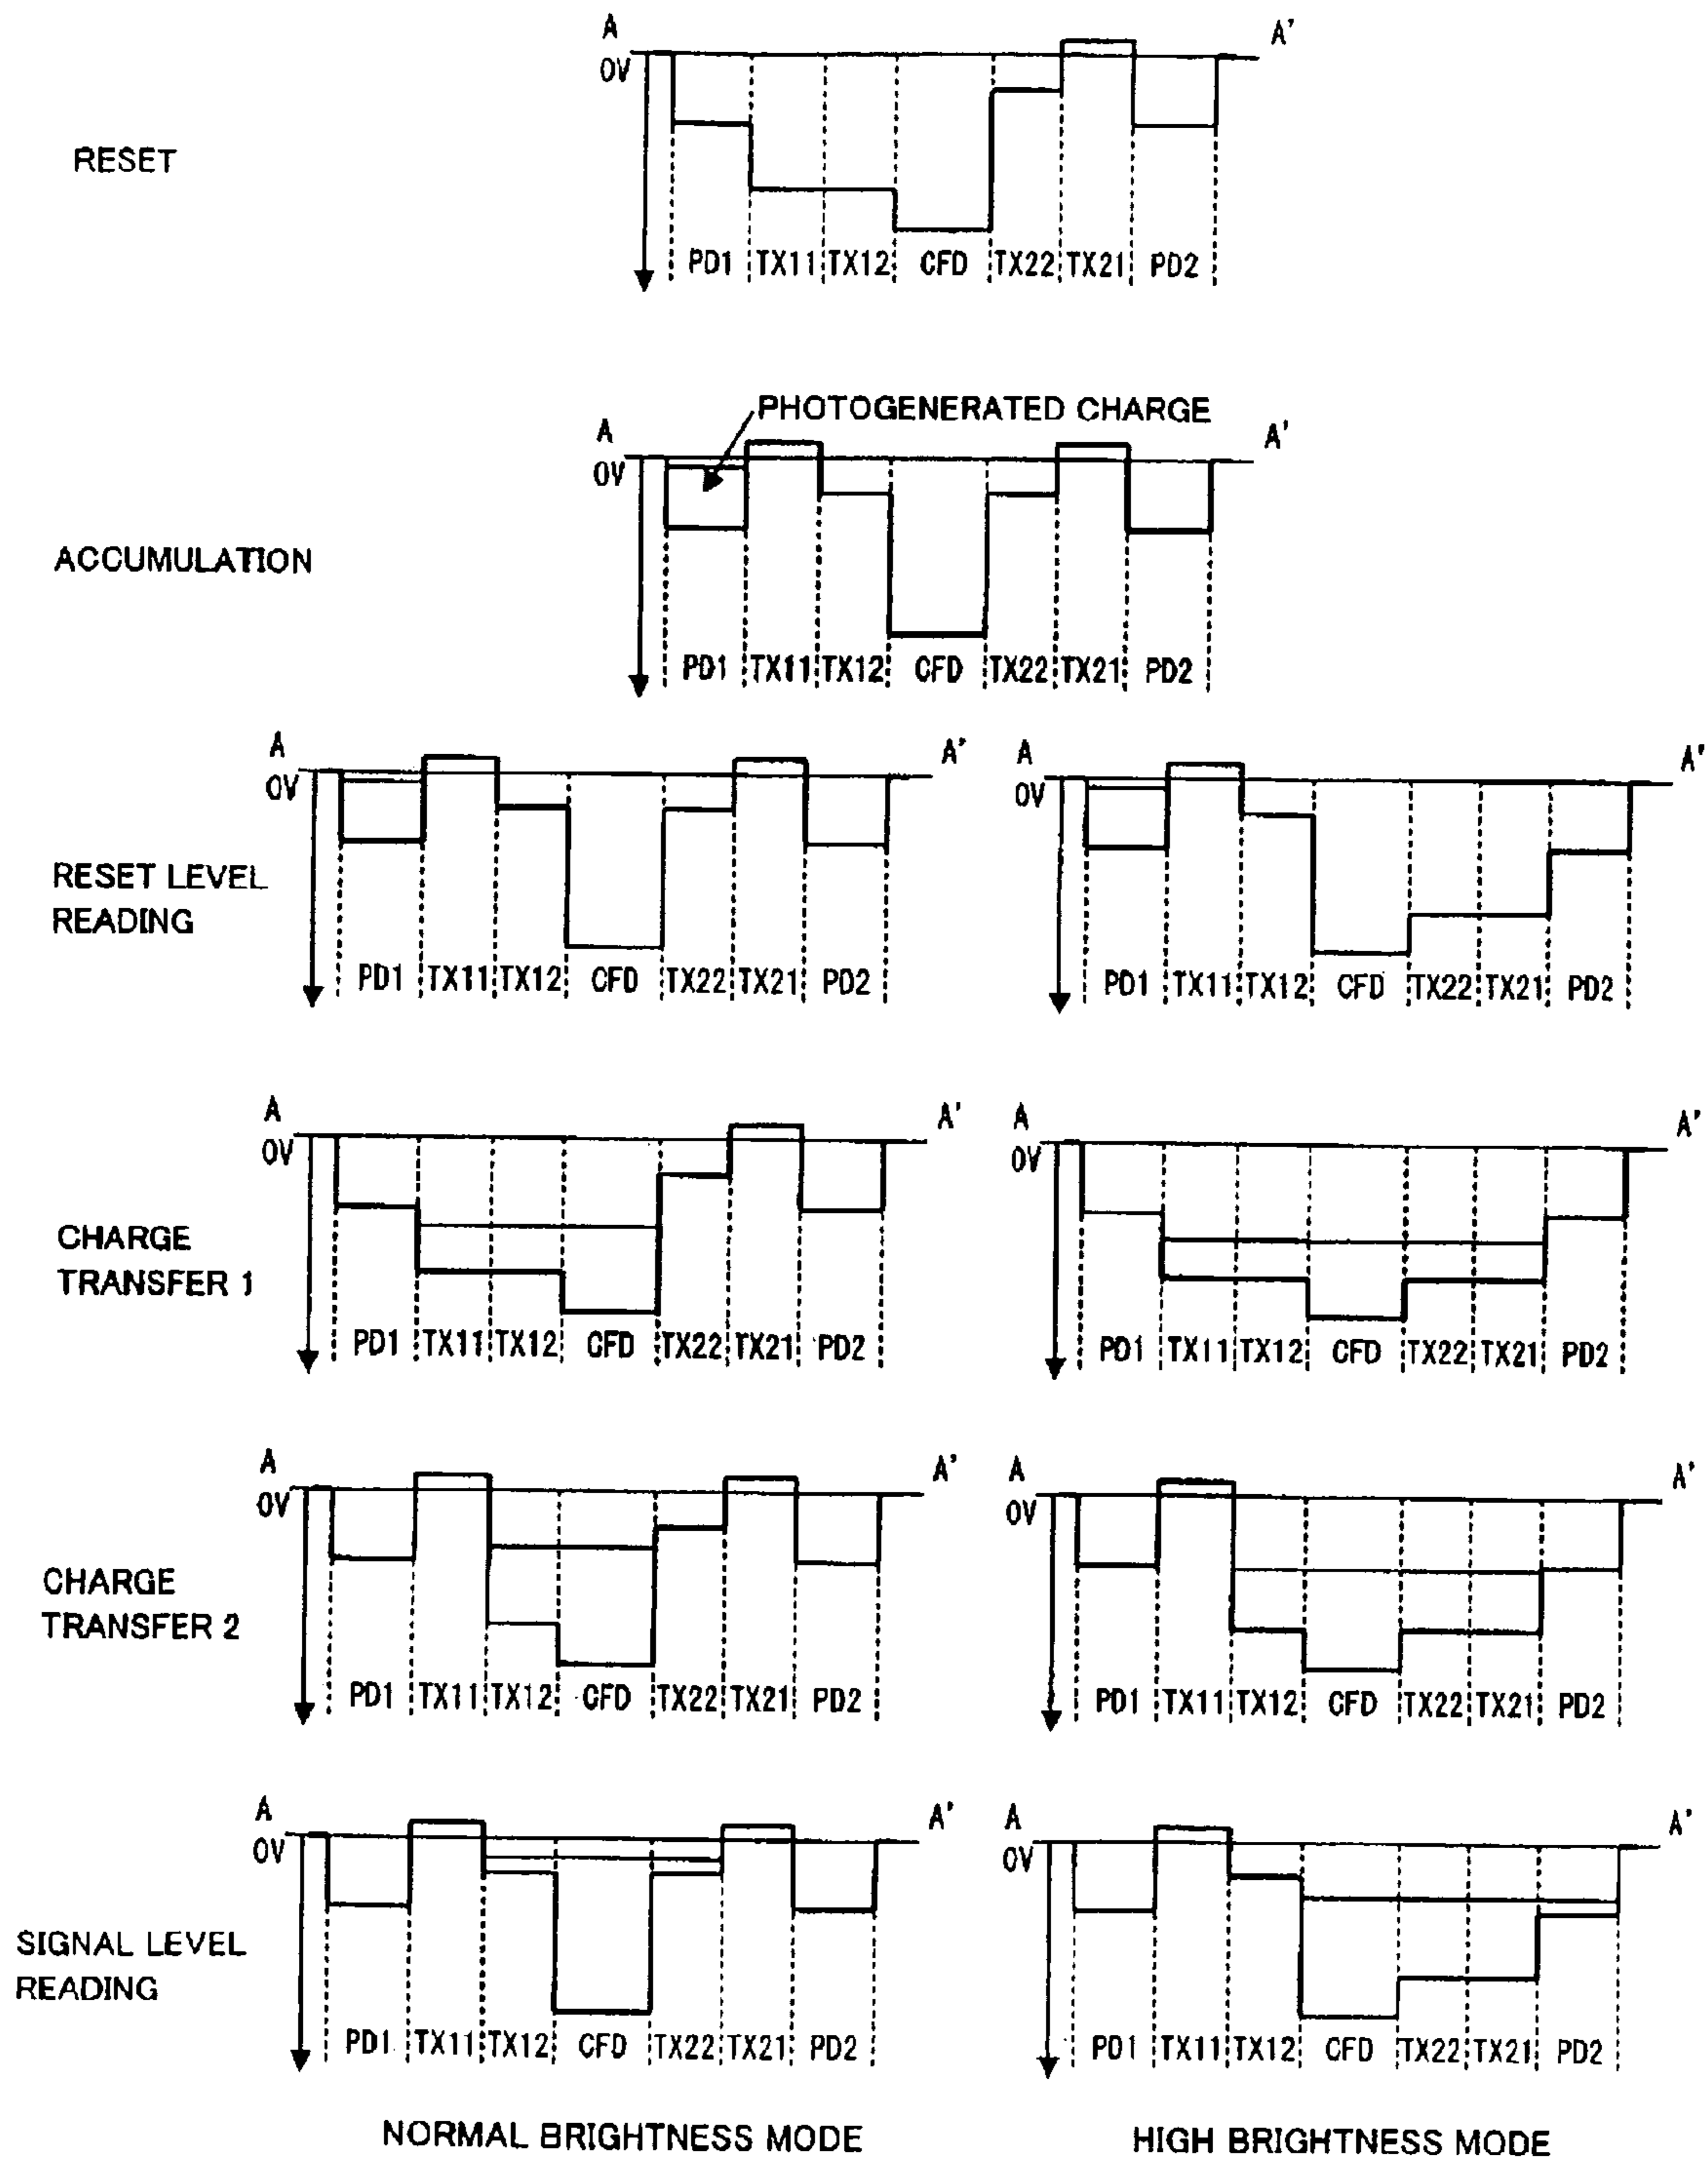 A A'
0V
RESET
PD1 TX11 TX12 CFD TX22 TX21 PD2
PHOTOGENERATED CHARGE
A A'
0V
ACCUMULATION
PD1 TX11 TX12 CFD TX22 TX21 PD2
A A' A A'
0V 0V
RESET LEVEL
READING
PD1 TX11 TX12 CFD TX22 TX21 PD2 PD1 TX11 TX12 CFD TX22 TX21 PD2
A A' A A'
0V 0V
CHARGE
TRANSFER 1
PD1 TX11 TX12 CFD TX22 TX21 PD2 PD1 TX11 TX12 CFD TX22 TX21 PD2
A A' A A'
0V 0V
CHARGE
TRANSFER 2
PD1 TX11 TX12 CFD TX22 TX21 PD2 PD1 TX11 TX12 CFD TX22 TX21 PD2
A A' A A'
0V 0V
SIGNAL LEVEL
READING
PD1 TX11 TX12 CFD TX22 TX21 PD2 PD1 TX11 TX12 CFD TX22 TX21 PD2
NORMAL BRIGHTNESS MODE HIGH BRIGHTNESS MODE